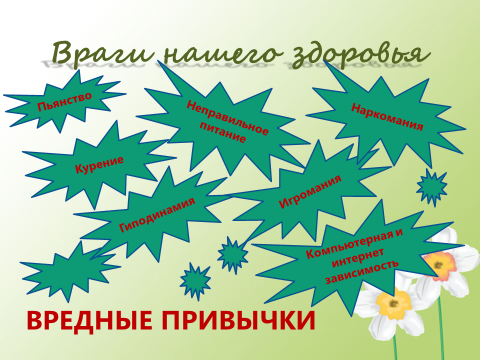 Враги нашего здоровья
Пьянство
Неправильное
питание
Наркомания
Курение
Гиподинамия
Игромания
Компьютерная и
интернет
зависимость
ВРЕДНЫЕ ПРИВЫЧКИ